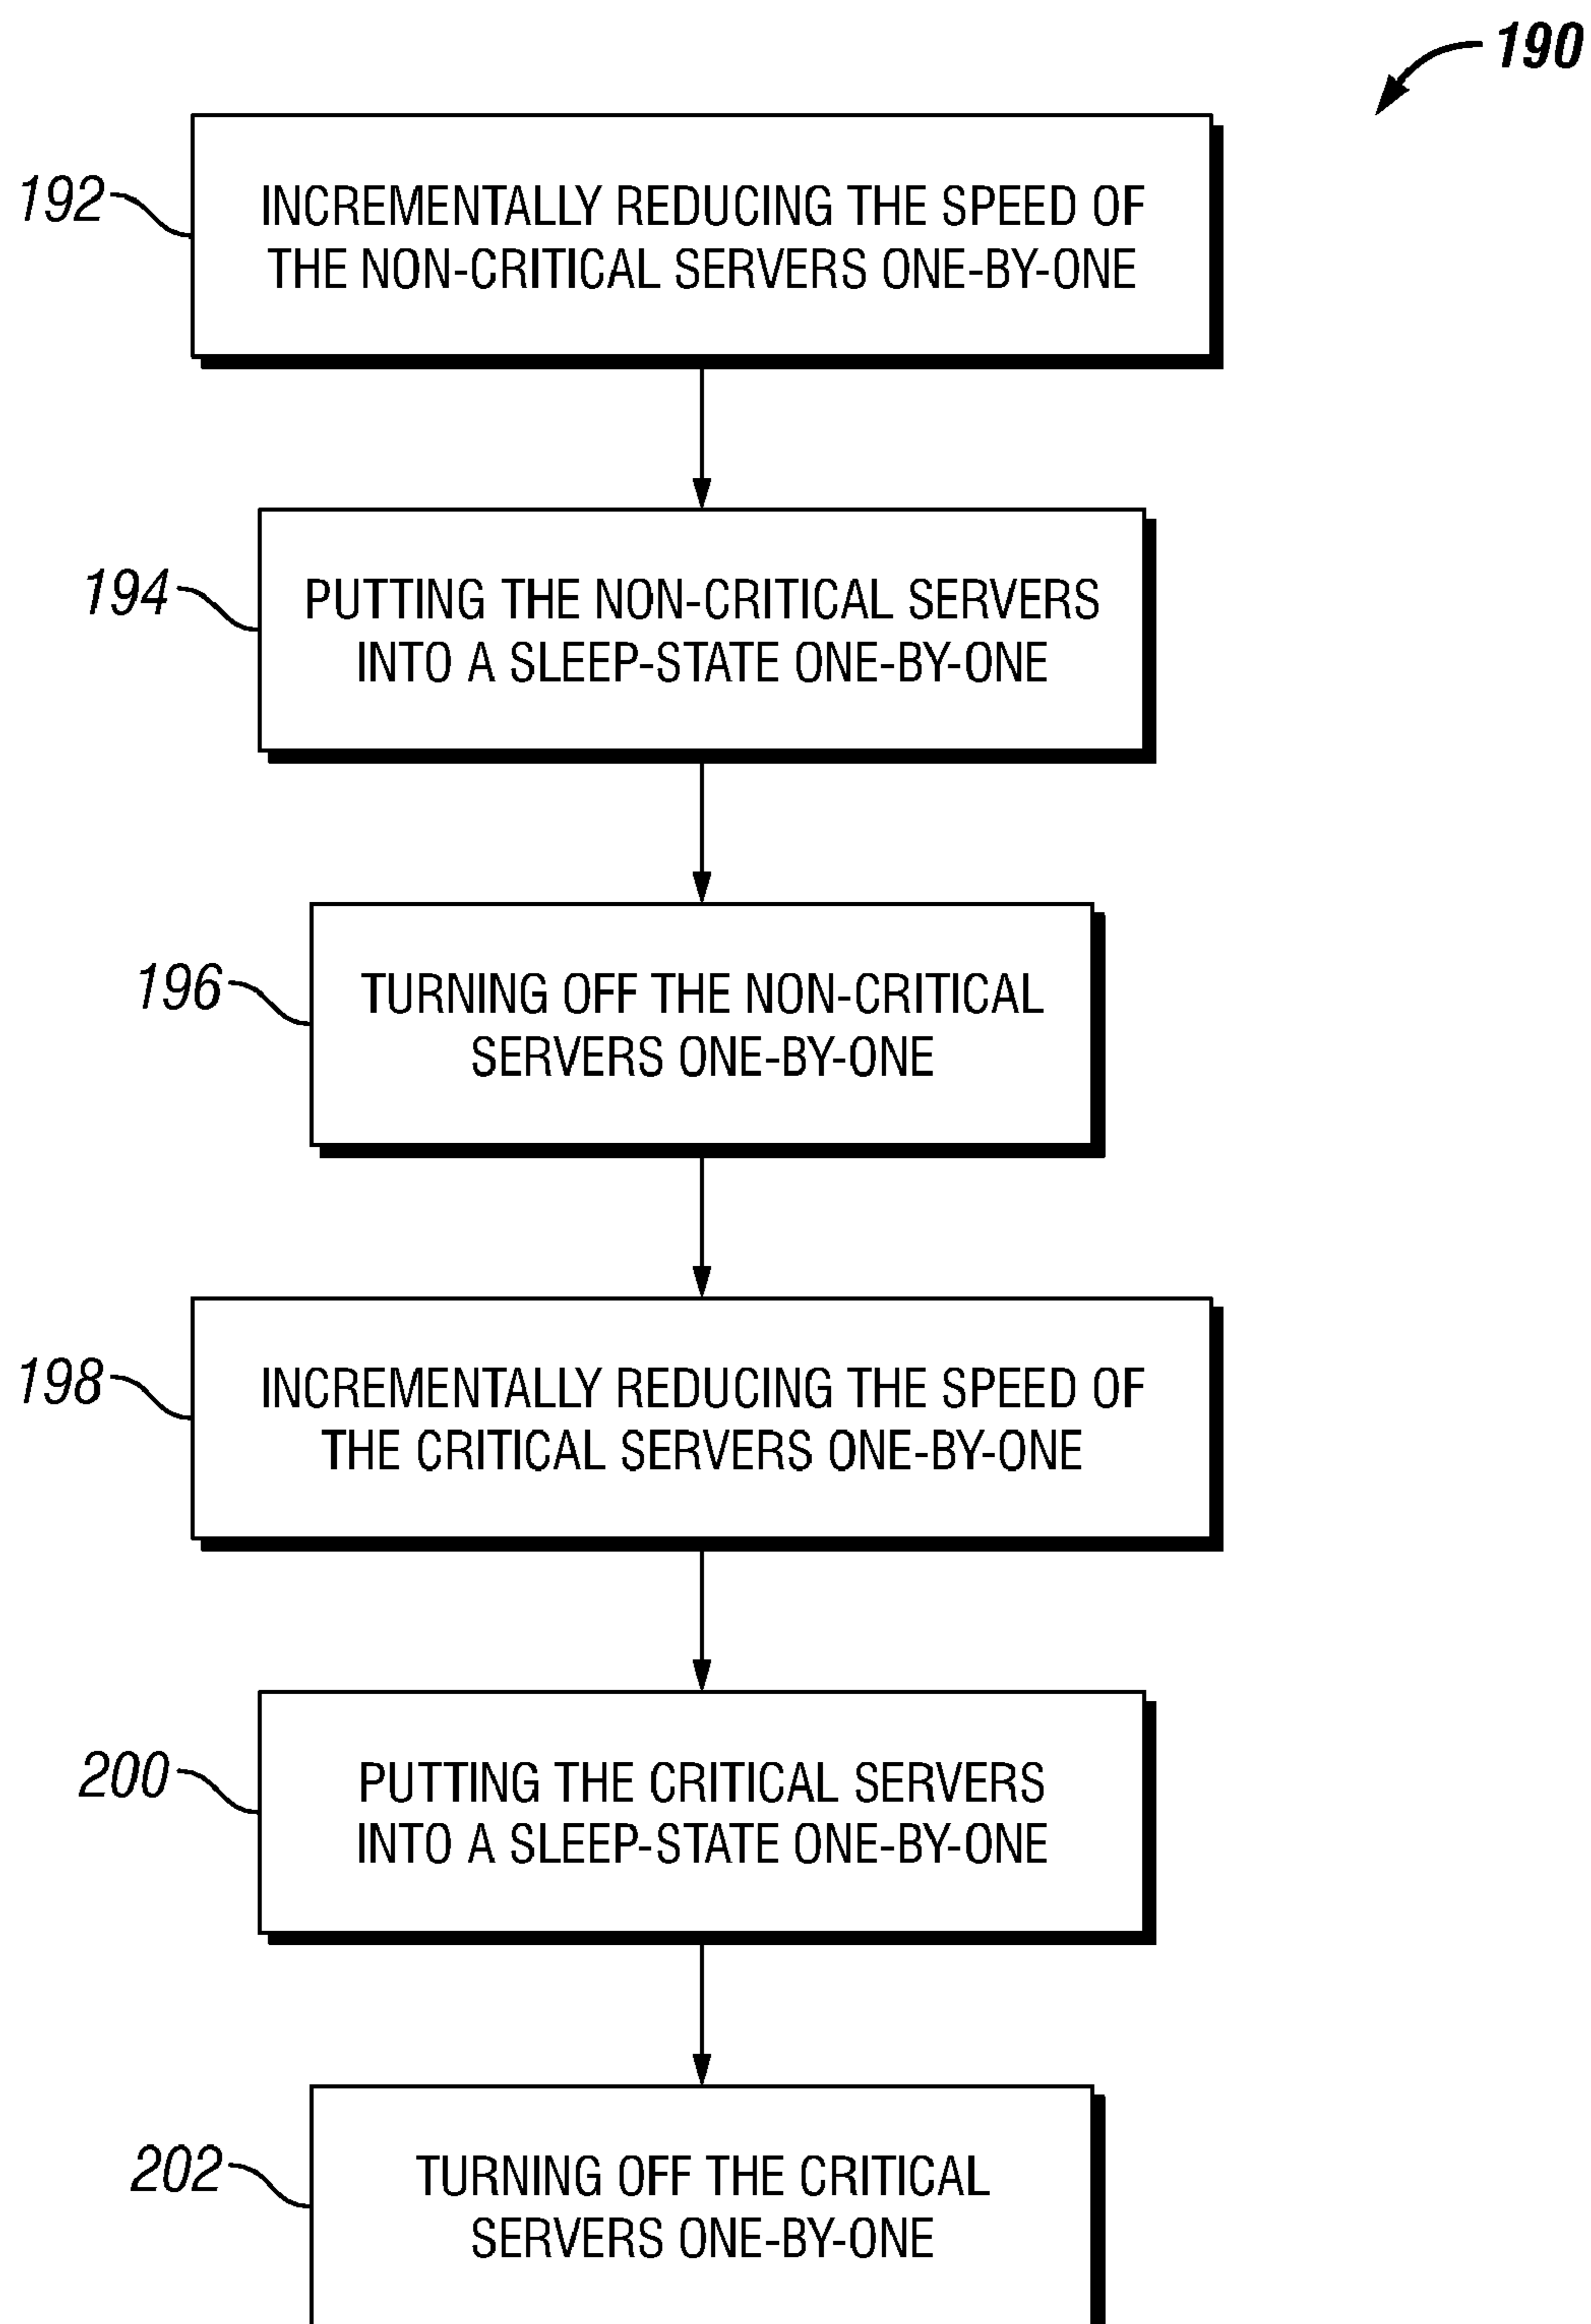 190
192
INCREMENTALLY REDUCING THE SPEED OF
THE NON-CRITICAL SERVERS ONE-BY-ONE
194
PUTTING THE NON-CRITICAL SERVERS
INTO A SLEEP-STATE ONE-BY-ONE
196
TURNING OFF THE NON-CRITICAL
SERVERS ONE-BY-ONE
198
INCREMENTALLY REDUCING THE SPEED OF
THE CRITICAL SERVERS ONE-BY-ONE
200
PUTTING THE CRITICAL SERVERS
INTO A SLEEP-STATE ONE-BY-ONE
202
TURNING OFF THE CRITICAL
SERVERS ONE-BY-ONE